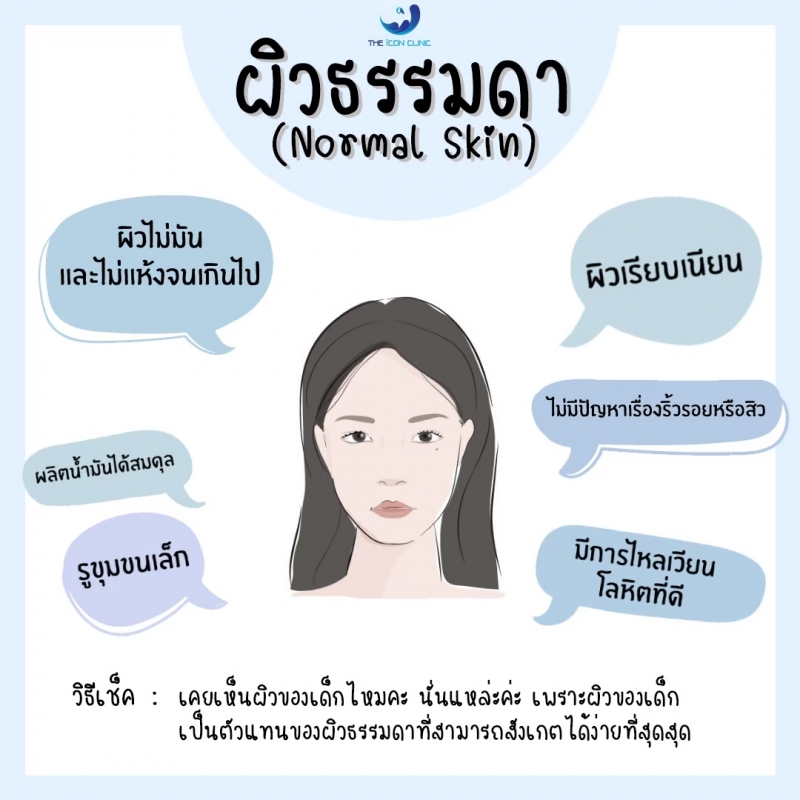 THE iCON CLINIC
ผิวธรรมดา
(Normal Skin)
ผิวไม่มัน
และไม่แห้งจนเกินไป
ผิวเรียบเนียน
ไม่มีปัญหาเรื่องริ้วรอยหรือสิว
ผลิตน้ำมันได้สมดุล
รูขุมขนเล็ก
มีการไหลเวียน
โลหิตที่ดี
วิธีเช็ค : เคยเห็นผิวของเด็กไหมคะ นั่นแหล่ะค่ะ เพราะผิวของเด็ก
เป็นตัวแทนของผิวธรรมดาที่สามารถสังเกตได้ง่ายที่สุดสุด